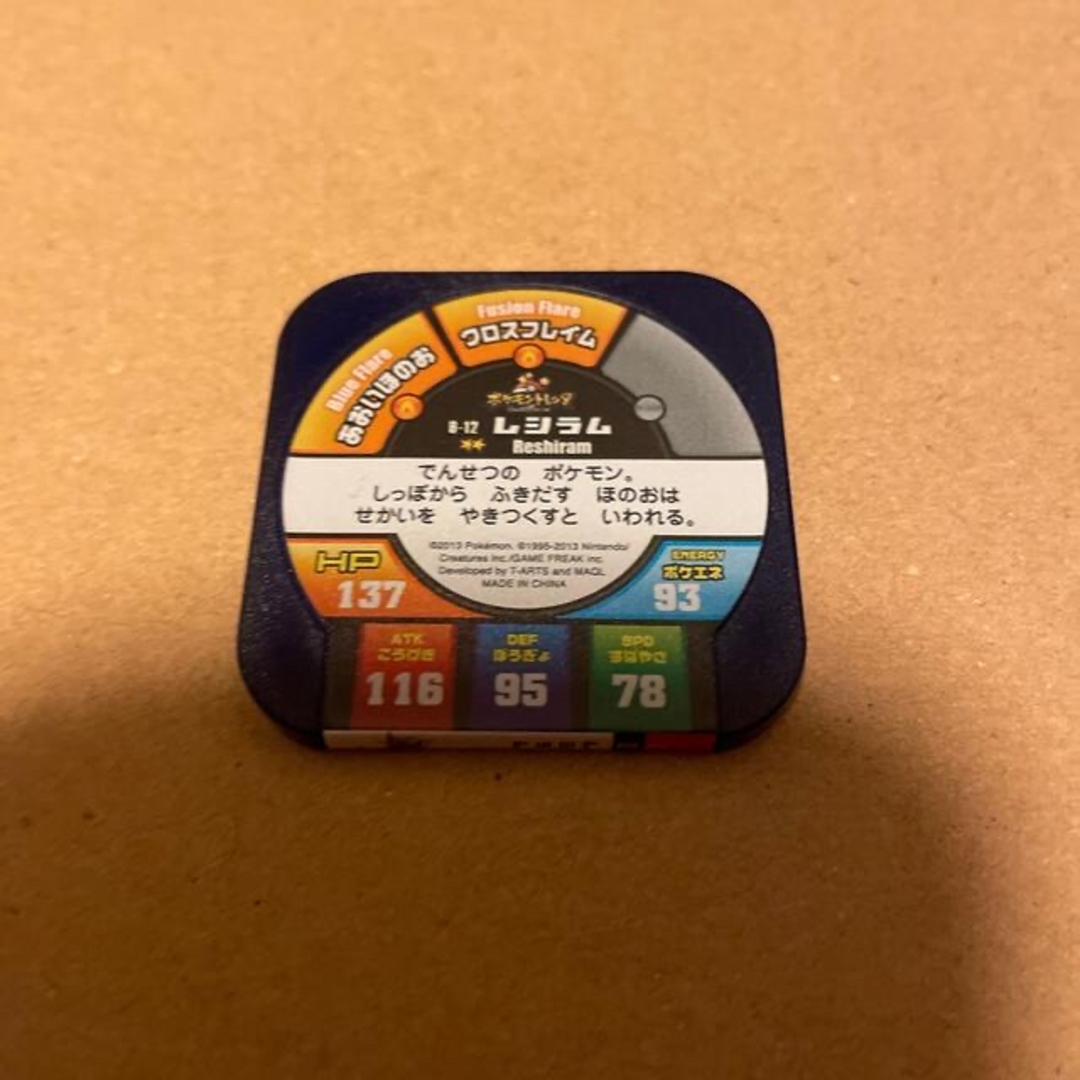 Fusion Flare
クロスフレイム
Blue Flare
あおいほのお
ポケモントレッタ
8-12 レシラム
Reshiram
でんせつの ポケモン。
しっぽから ふきだす ほのおは
せかいを やきつくすと いわれる。
©2013 Pokémon. ©1995-2013 Nintendo/
Creatures Inc./GAME FREAK inc.
Developed by T-ARTS and MAQL
MADE IN CHINA
HP
137
ENERGY
ポケエネ
93
ATK
こうげき
116
DEF
ぼうぎょ
95
SPD
すばやさ
78